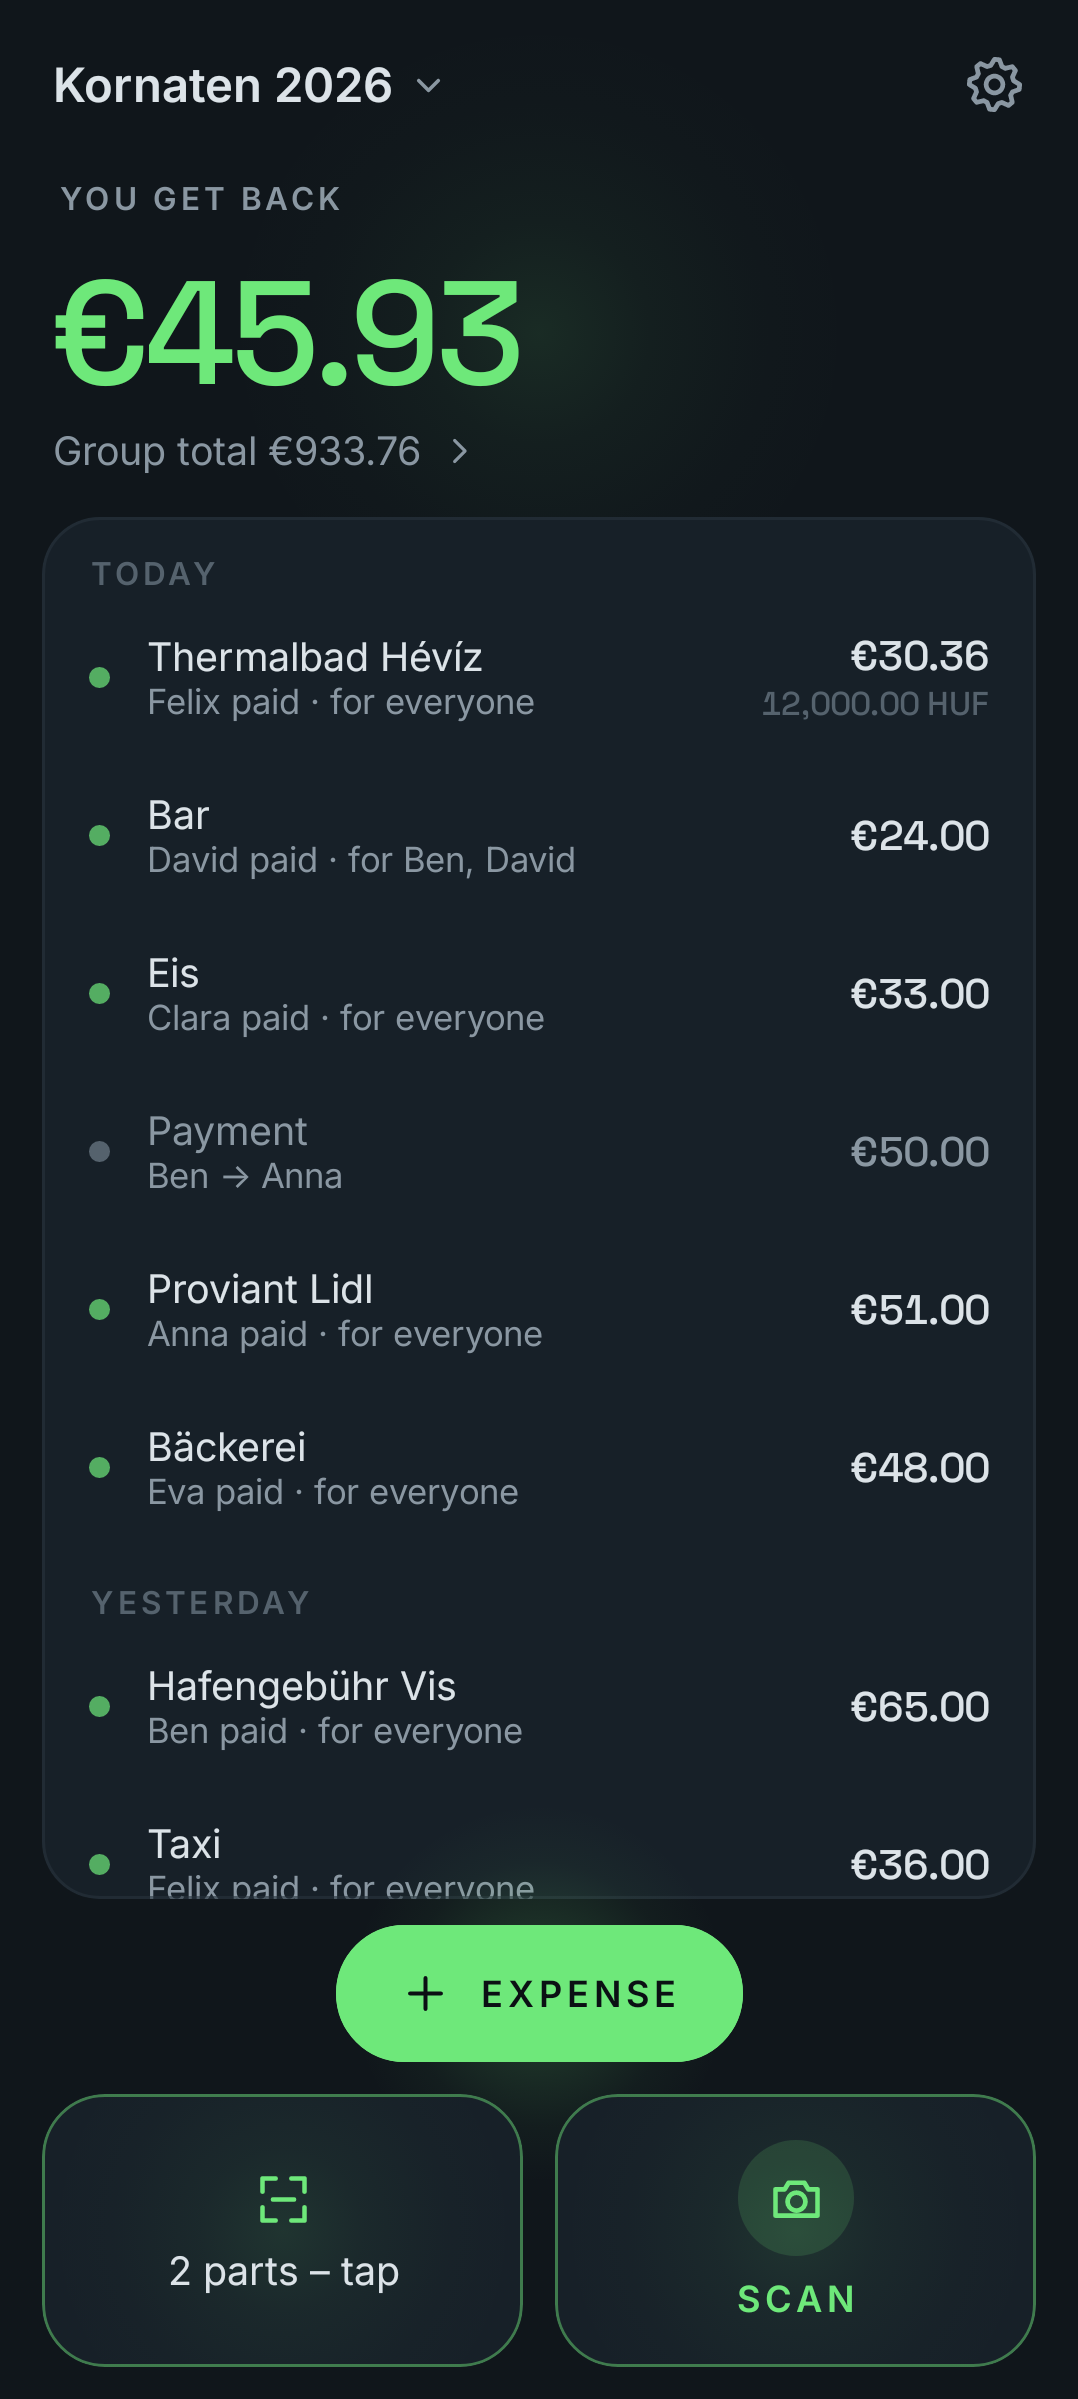 Kornaten 2026
YOU GET BACK
€45.93
Group total €933.76
TODAY
Thermalbad Hévíz
€30.36
Felix paid · for everyone
12,000.00 HUF
Bar
€24.00
David paid · for Ben, David
Eis
€33.00
Clara paid · for everyone
Payment
€50.00
Ben → Anna
Proviant Lidl
€51.00
Anna paid · for everyone
Bäckerei
€48.00
Eva paid · for everyone
YESTERDAY
Hafengebühr Vis
€65.00
Ben paid · for everyone
Taxi
€36.00
Felix paid · for everyone
+ EXPENSE
2 parts – tap
SCAN